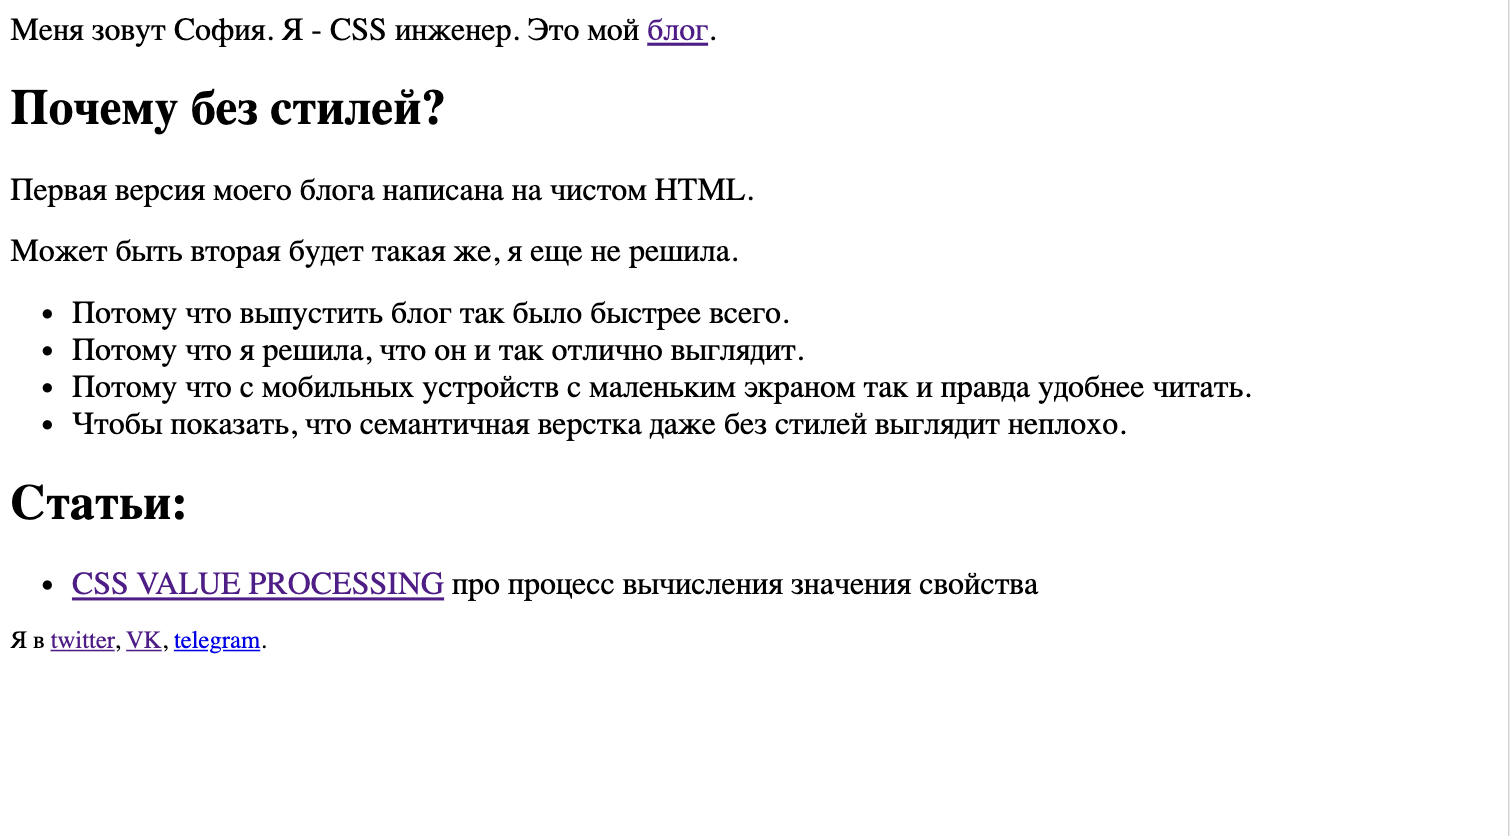 Меня зовут София. Я - CSS инженер. Это мой блог.
Почему без стилей?
Первая версия моего блога написана на чистом HTML.
Может быть вторая будет такая же, я еще не решила.
• Потому что выпустить блог так было быстрее всего.
• Потому что я решила, что он и так отлично выглядит.
• Потому что с мобильных устройств с маленьким экраном так и правда удобнее читать.
• Чтобы показать, что семантичная верстка даже без стилей выглядит неплохо.
Статьи:
• CSS VALUE PROCESSING про процесс вычисления значения свойства
Я в twitter, VK, telegram.